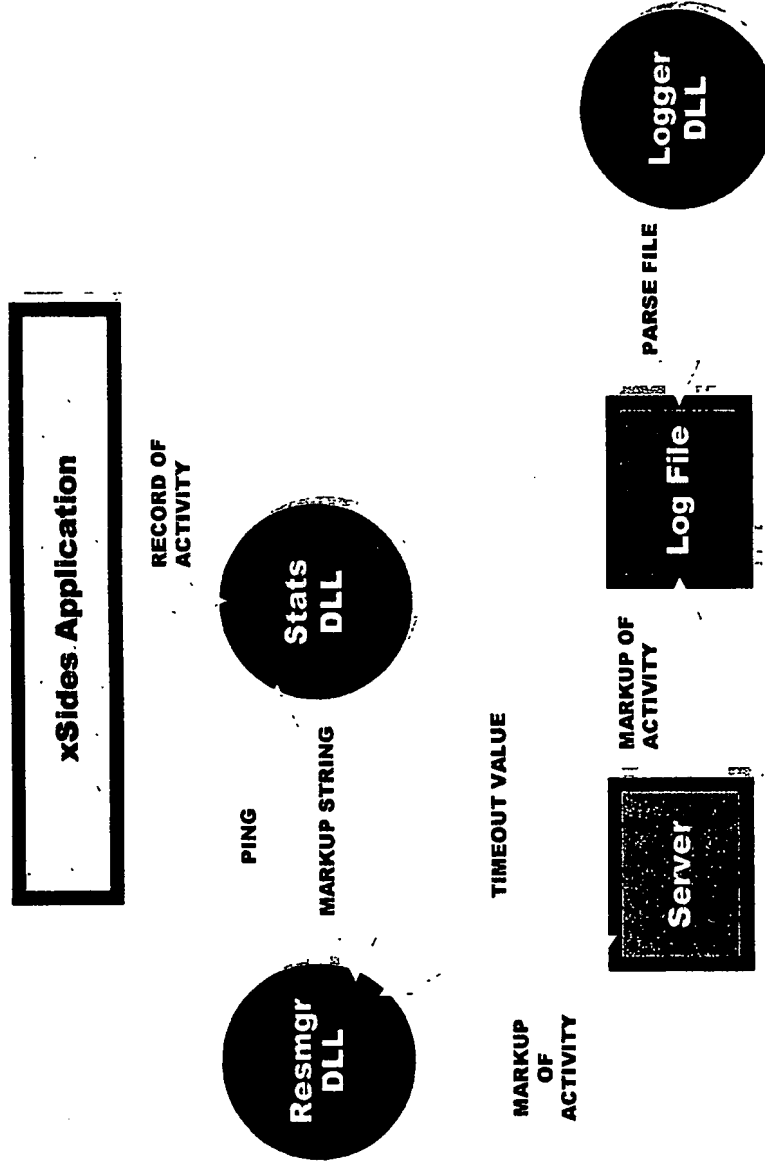 xSides Application
RECORD OF
ACTIVITY
PING
MARKUP STRING
Resmgr
DLL
Stats
DLL
TIMEOUT VALUE
MARKUP
OF
ACTIVITY
Server
MARKUP OF
ACTIVITY
Log File
PARSE FILE
Logger
DLL